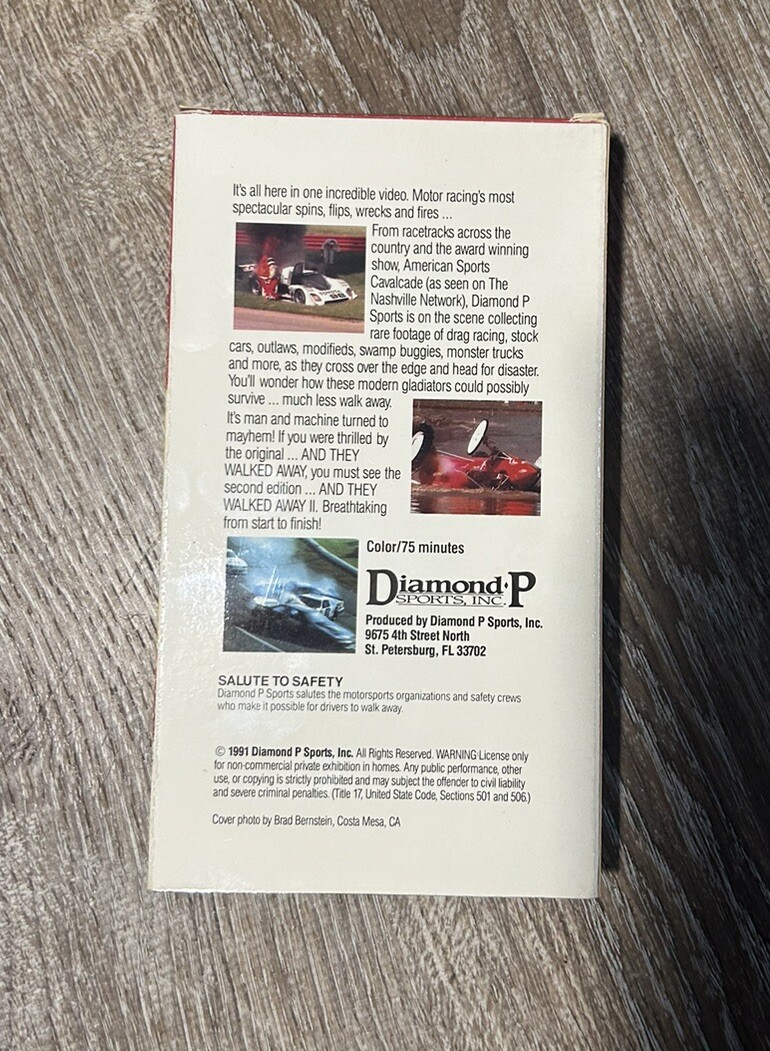 It's all here in one incredible video. Motor racing's most
spectacular spins, flips, wrecks and fires ...
From racetracks across the
country and the award winning
show, American Sports
Cavalcade (as seen on The
Nashville Network), Diamond P
Sports is on the scene collecting
rare footage of drag racing, stock
cars, outlaws, modifieds, swamp buggies, monster trucks
and more, as they cross over the edge and head for disaster.
You'll wonder how these modern gladiators could possibly
survive ... much less walk away.
It's man and machine turned to
mayhem! If you were thrilled by
the original ... AND THEY
WALKED AWAY, you must see the
second edition ... AND THEY
WALKED AWAY II. Breathtaking
from start to finish!
Color/75 minutes
Diamond P
SPORTS, INC.
Produced by Diamond P Sports, Inc.
9675 4th Street North
St. Petersburg, FL 33702
SALUTE TO SAFETY
Diamond P Sports salutes the motorsports organizations and safety crews
who make it possible for drivers to walk away.
© 1991 Diamond P Sports, Inc. All Rights Reserved. WARNING: License only
for non-commercial private exhibition in homes. Any public performance, other
use, or copying is strictly prohibited and may subject the offender to civil liability
and severe criminal penalties. (Title 17, United State Code, Sections 501 and 506.)
Cover photo by Brad Bernstein, Costa Mesa, CA